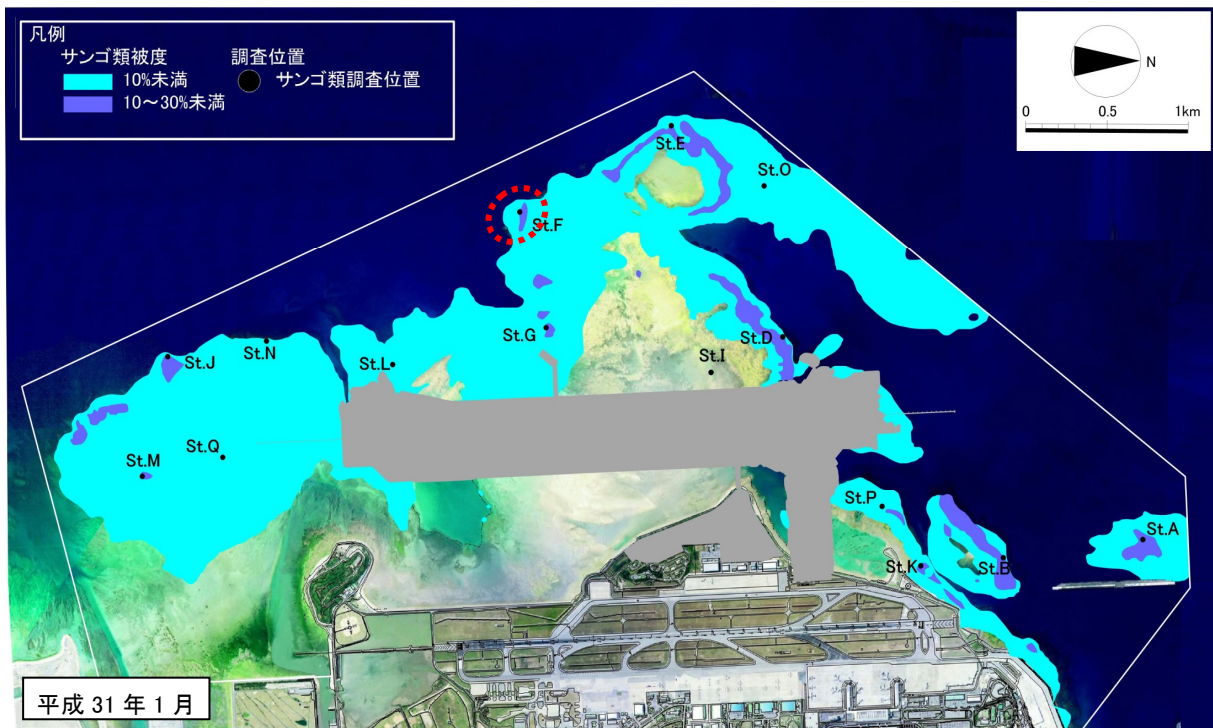 凡例
サンゴ類被度 調査位置
10%未満 サンゴ類調査位置
10～30%未満
N
0 0.5 1km
St.E
St.O
St.F
St.G
St.D
St.I
St.J
St.N
St.L
St.Q
St.M
St.P
St.A
St.B
St.K
平成 31 年 1 月